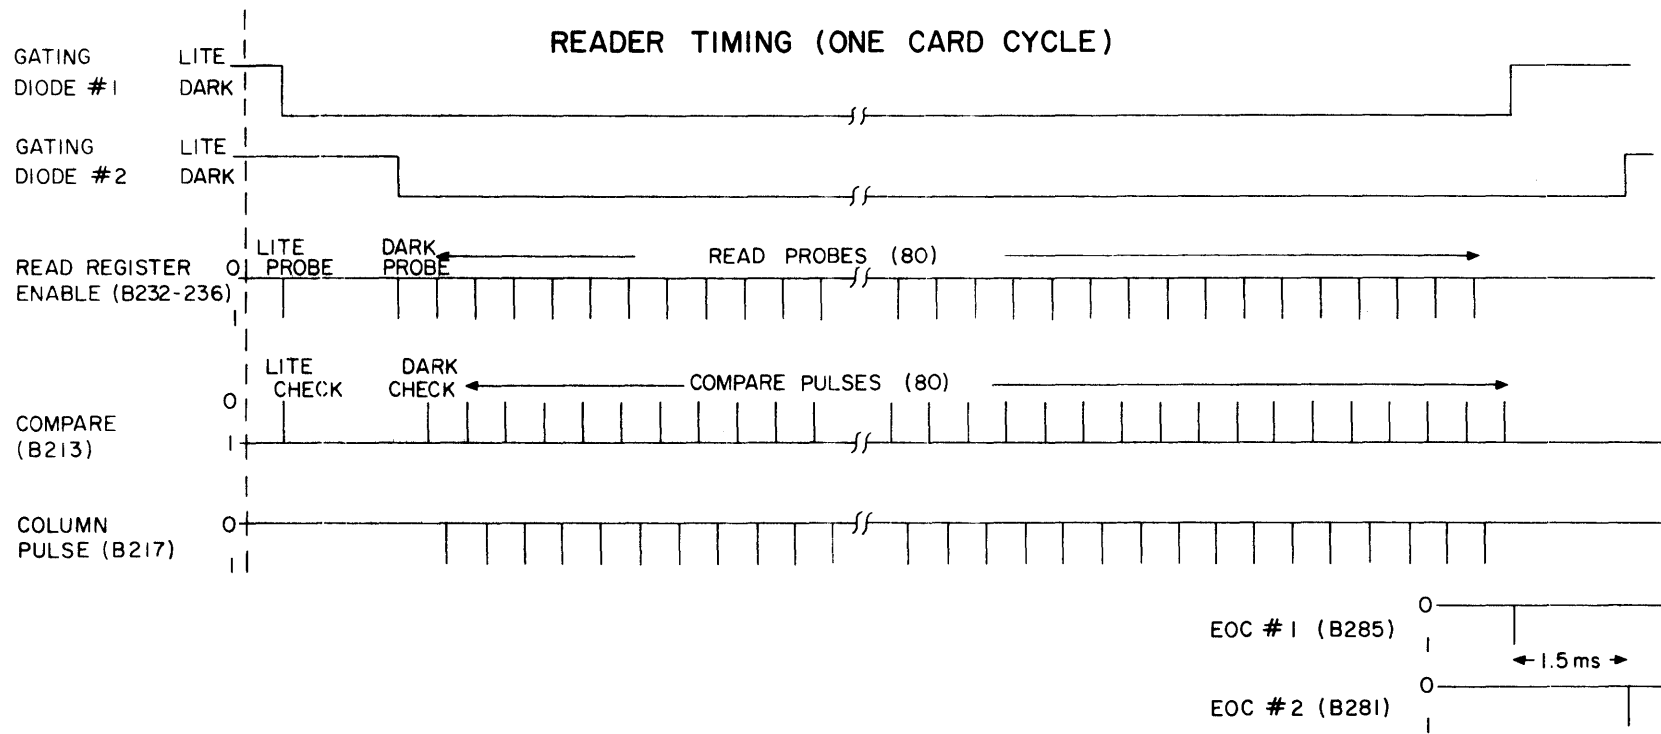 READER TIMING (ONE CARD CYCLE)
GATING LITE
DIODE #1 DARK
GATING LITE
DIODE #2 DARK
LITE PROBE
DARK PROBE
READ PROBES (80)
READ REGISTER 0
ENABLE (B232-236)
1
LITE CHECK
DARK CHECK
COMPARE PULSES (80)
0
COMPARE 1
(B213)
COLUMN 0
PULSE (B217)
1
0
EOC #1 (B285)
1
1.5 ms
0
EOC #2 (B281)
1